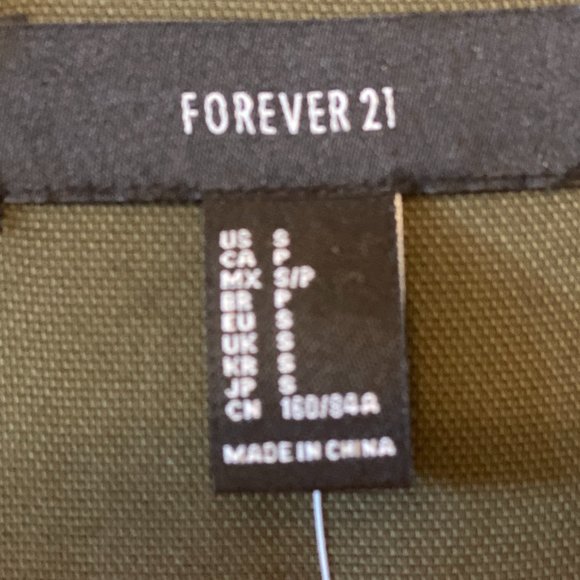 FOREVER 21
US S
CA P
MX S/P
BR P
EU S
UK S
KR S
JP S
CN 160/84A
MADE IN CHINA